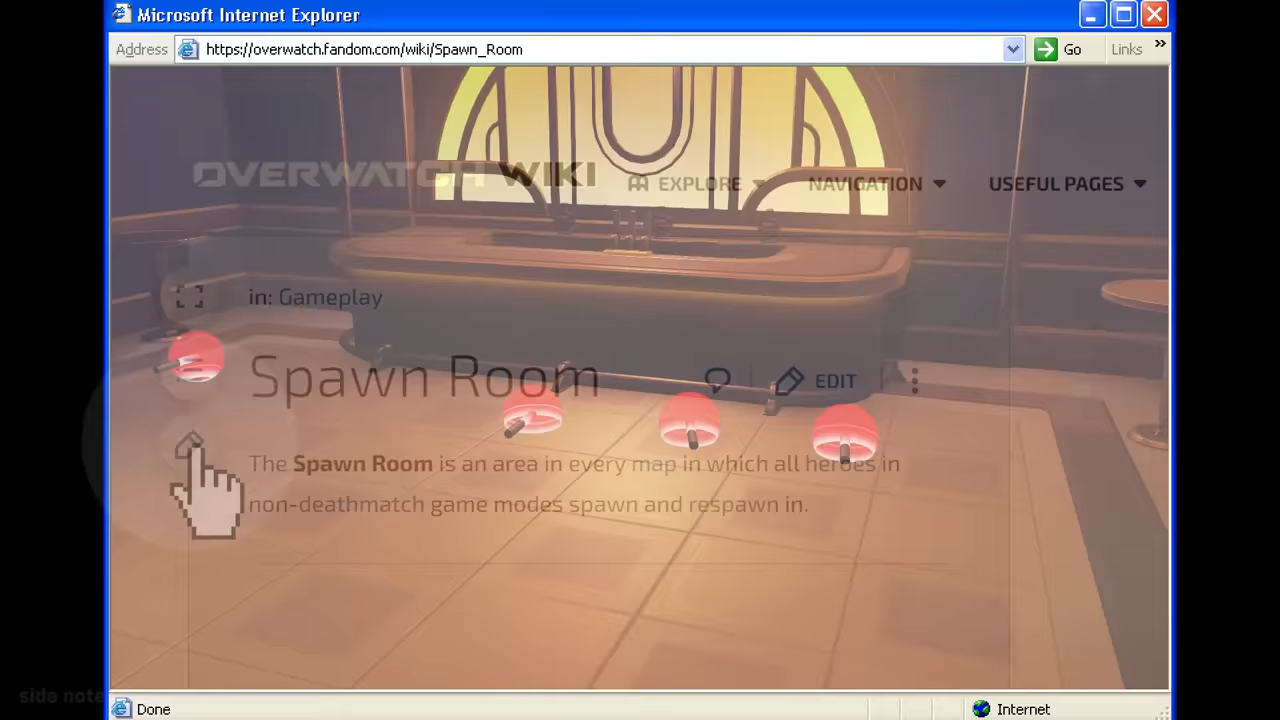 Microsoft Internet Explorer
Address https://overwatch.fandom.com/wiki/Spawn_Room Go Links »
OVERWATCH WIKI EXPLORE NAVIGATION USEFUL PAGES
in: Gameplay
Spawn Room EDIT
The Spawn Room is an area in every map in which all heroes in
non-deathmatch game modes spawn and respawn in.
side note
Done Internet